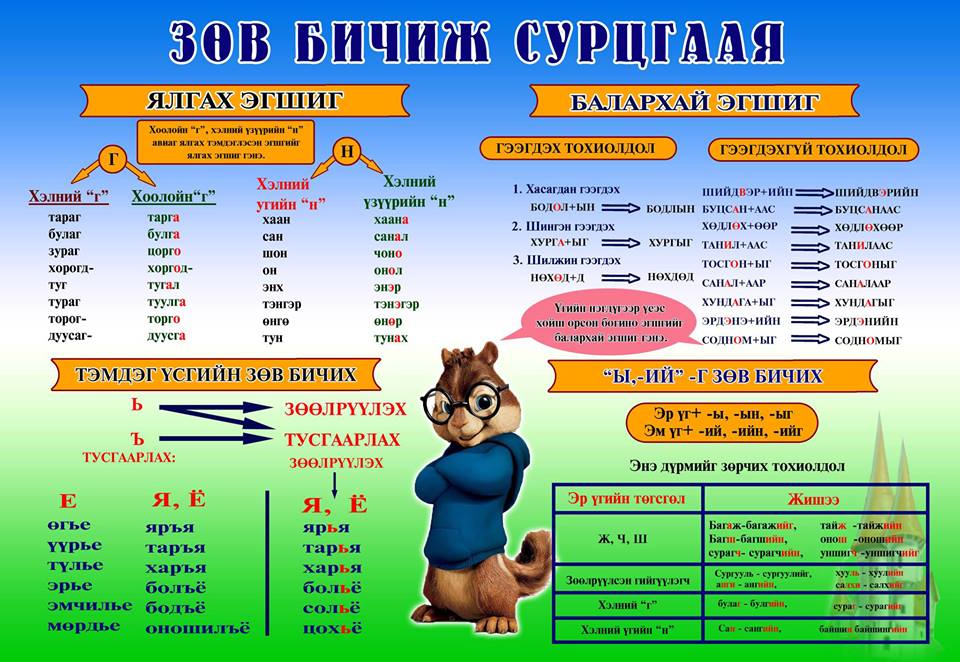 ЗӨВ БИЧИЖ СУРЦГААЯ
ЯЛГАХ ЭГШИГ
Хоолойн “г”, хэлний үзүүрийн “н”
авиаг ялгах тэмдэглэсэн эгшгийг
ялгах эгшиг гэнэ.
Г
Н
Хэлний “г”
тараг
булаг
зураг
хорогд-
туг
тураг
торог-
дуусаг-
Хоолойн“г”
тарга
булга
цорго
хоргод-
тугал
туулга
торго
дуусга
Хэлний
угийн “н”
хаан
сан
шон
он
энх
тэнгэр
өнгө
тун
Хэлний
үзүүрийн “н”
хаана
санал
чоно
онол
энэр
тэнэгэр
өнөр
тунах
БАЛАРХАЙ ЭГШИГ
ГЭЭГДЭХ ТОХИОЛДОЛ
1. Хасагдан гээгдэх
БОДОЛ+ЫН БОДЛЫН
2. Шингэн гээгдэх
ХУРГА+ЫГ ХУРГЫГ
3. Шилжин гээгдэх
НӨХӨД+Д НӨХДӨД
Үгийн нэгдүгээр үеэс
хойш орсон богино эгшгийг
балархай эгшиг гэнэ.
ГЭЭГДЭХГҮЙ ТОХИОЛДОЛ
ШИЙДВЭР+ИЙН ШИЙДВЭРИЙН
БУЦСАН+ААС БУЦСАНААС
ХӨДЛӨХ+ӨӨР ХӨДЛӨХӨӨР
ТАНИЛ+ААС ТАНИЛААС
ТОСГОН+ЫГ ТОСГОНЫГ
САНАЛ+ААР САНАЛААР
ХУНДАГА+ЫГ ХУНДАГЫГ
ЭРДЭНЭ+ИЙН ЭРДЭНИЙН
СОДНОМ+ЫГ СОДНОМЫГ
ТЭМДЭГ ҮСГИЙН ЗӨВ БИЧИХ
Ь ЗӨӨЛРҮҮЛЭХ
Ъ ТУСГААРЛАХ
ТУСГААРЛАХ:
ЗӨӨЛРҮҮЛЭХ
Е
өгье
үүрье
түлье
эрье
эмчилье
мөрдье
Я, Ё
яръя
таръя
харъя
болъё
бодъё
оношилъё
Я, Ё
ярья
тарья
харья
больё
сольё
цохьё
“Ы,-ИЙ” -Г ЗӨВ БИЧИХ
Эр үг+ -ы, -ын, -ыг
Эм үг+ -ий, -ийн, -ийг
Энэ дүрмийг зөрчих тохиолдол
Эр үгийн төгсгөл Жишээ
Ж, Ч, Ш
Багаж-багажийг, тайж -тайжийн
Багш-багшийн, онош -оношийн
сурагч- сурагчийн, уншигч -уншигчийг
Зөөлрүүлсэн гийгүүлэгч
Сургууль - сургуулийг, хууль - хуулийн
анги - ангийн, салхи - салхийг
Хэлний “г”
булаг - булгийн, сураг - сурагийг
Хэлний угийн “н”
Сан - сангийн, байшин байшингийн